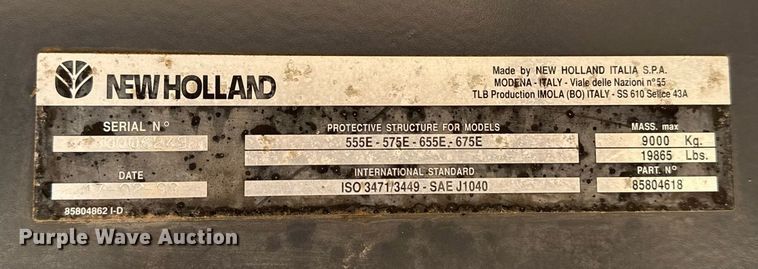 NEW HOLLAND
Made by NEW HOLLAND ITALIA S.P.A.
MODENA - ITALY - Viale delle Nazioni n° 55
TLB Production IMOLA (BO) ITALY - SS 610 Selice 43A
SERIAL N°
PROTECTIVE STRUCTURE FOR MODELS
555E - 575E - 655E - 675E
MASS. max
9000 Kg.
19865 Lbs.
DATE
INTERNATIONAL STANDARD
ISO 3471/3449 - SAE J1040
PART. N°
85804618
85804862 I-D
Purple Wave Auction